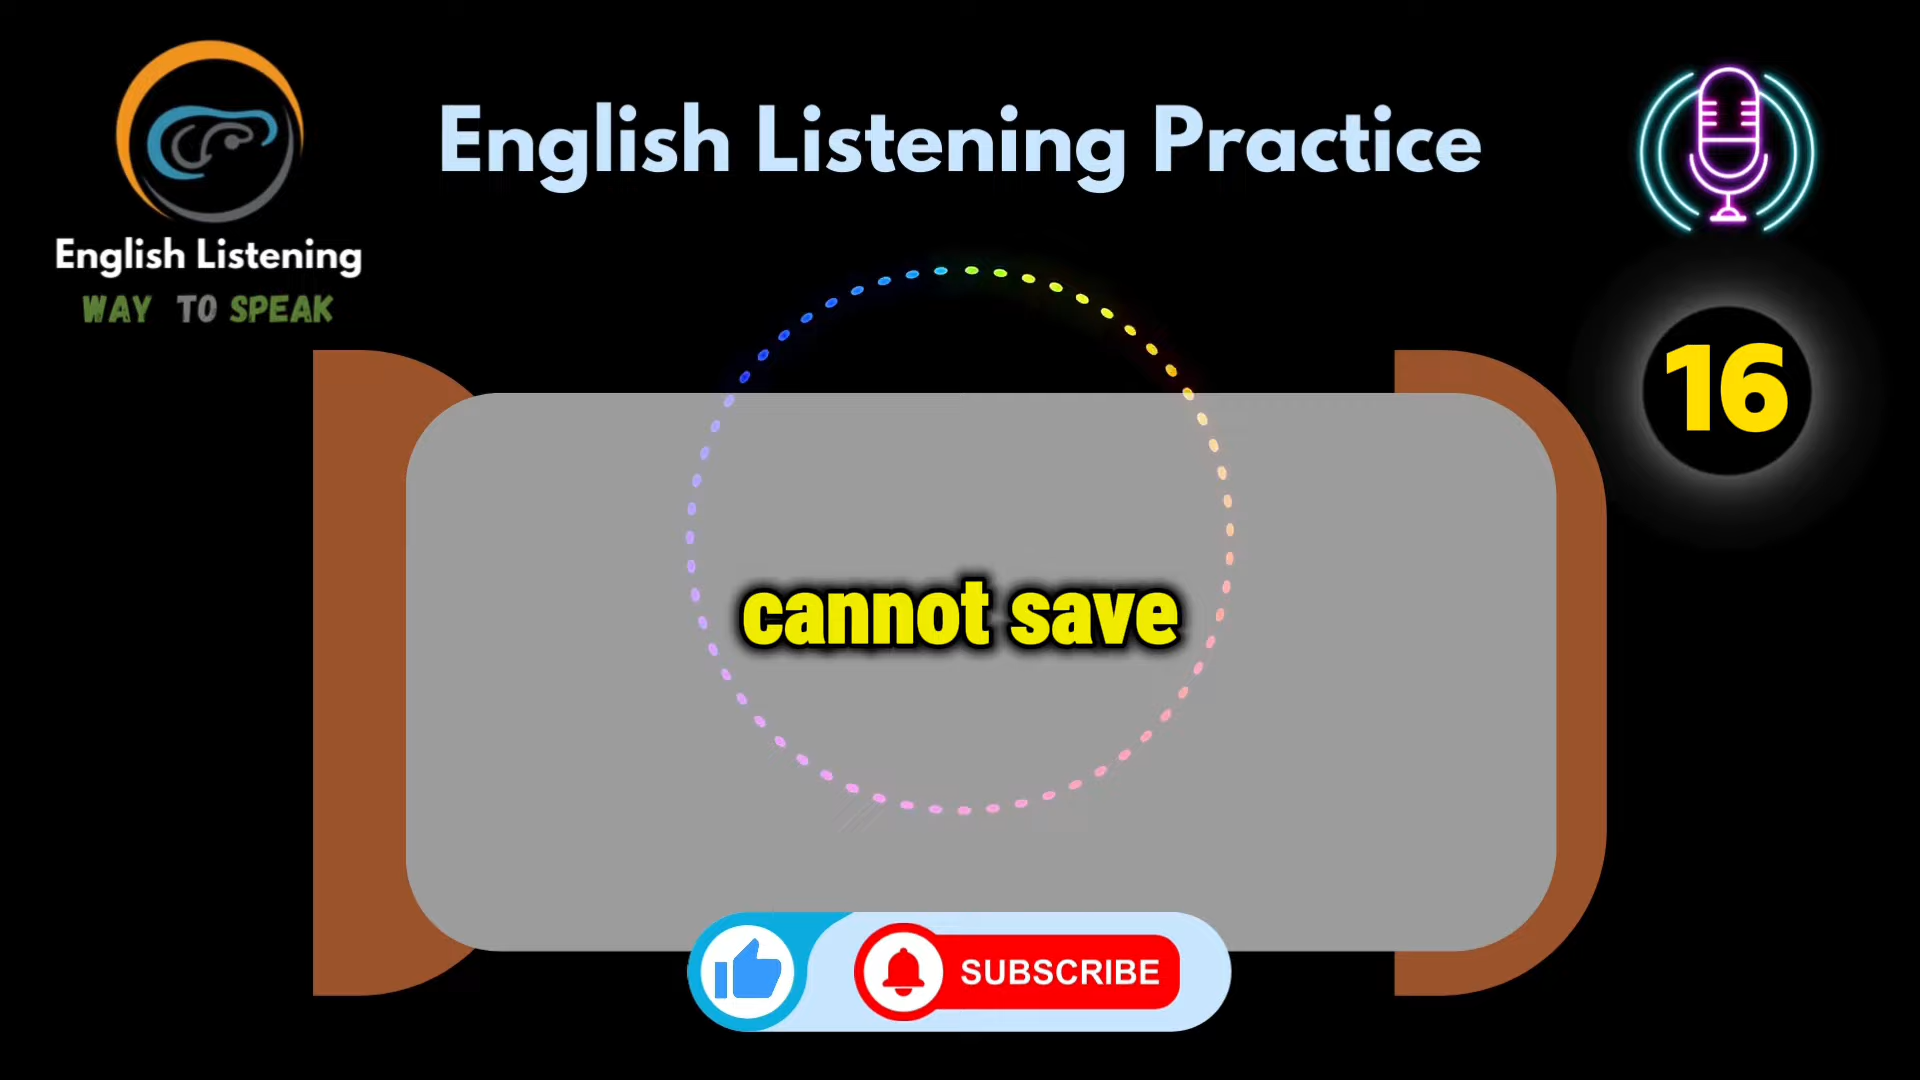 English Listening Practice
English Listening
WAY TO SPEAK
16
cannot save
SUBSCRIBE